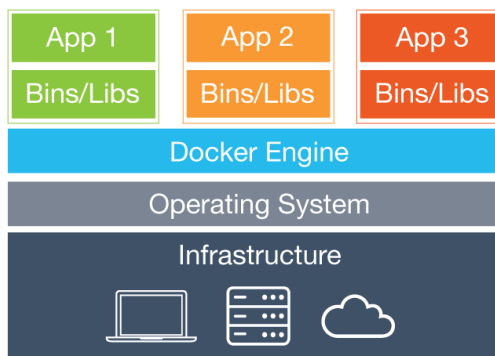 App 1 App 2 App 3
Bins/Libs Bins/Libs Bins/Libs
Docker Engine
Operating System
Infrastructure